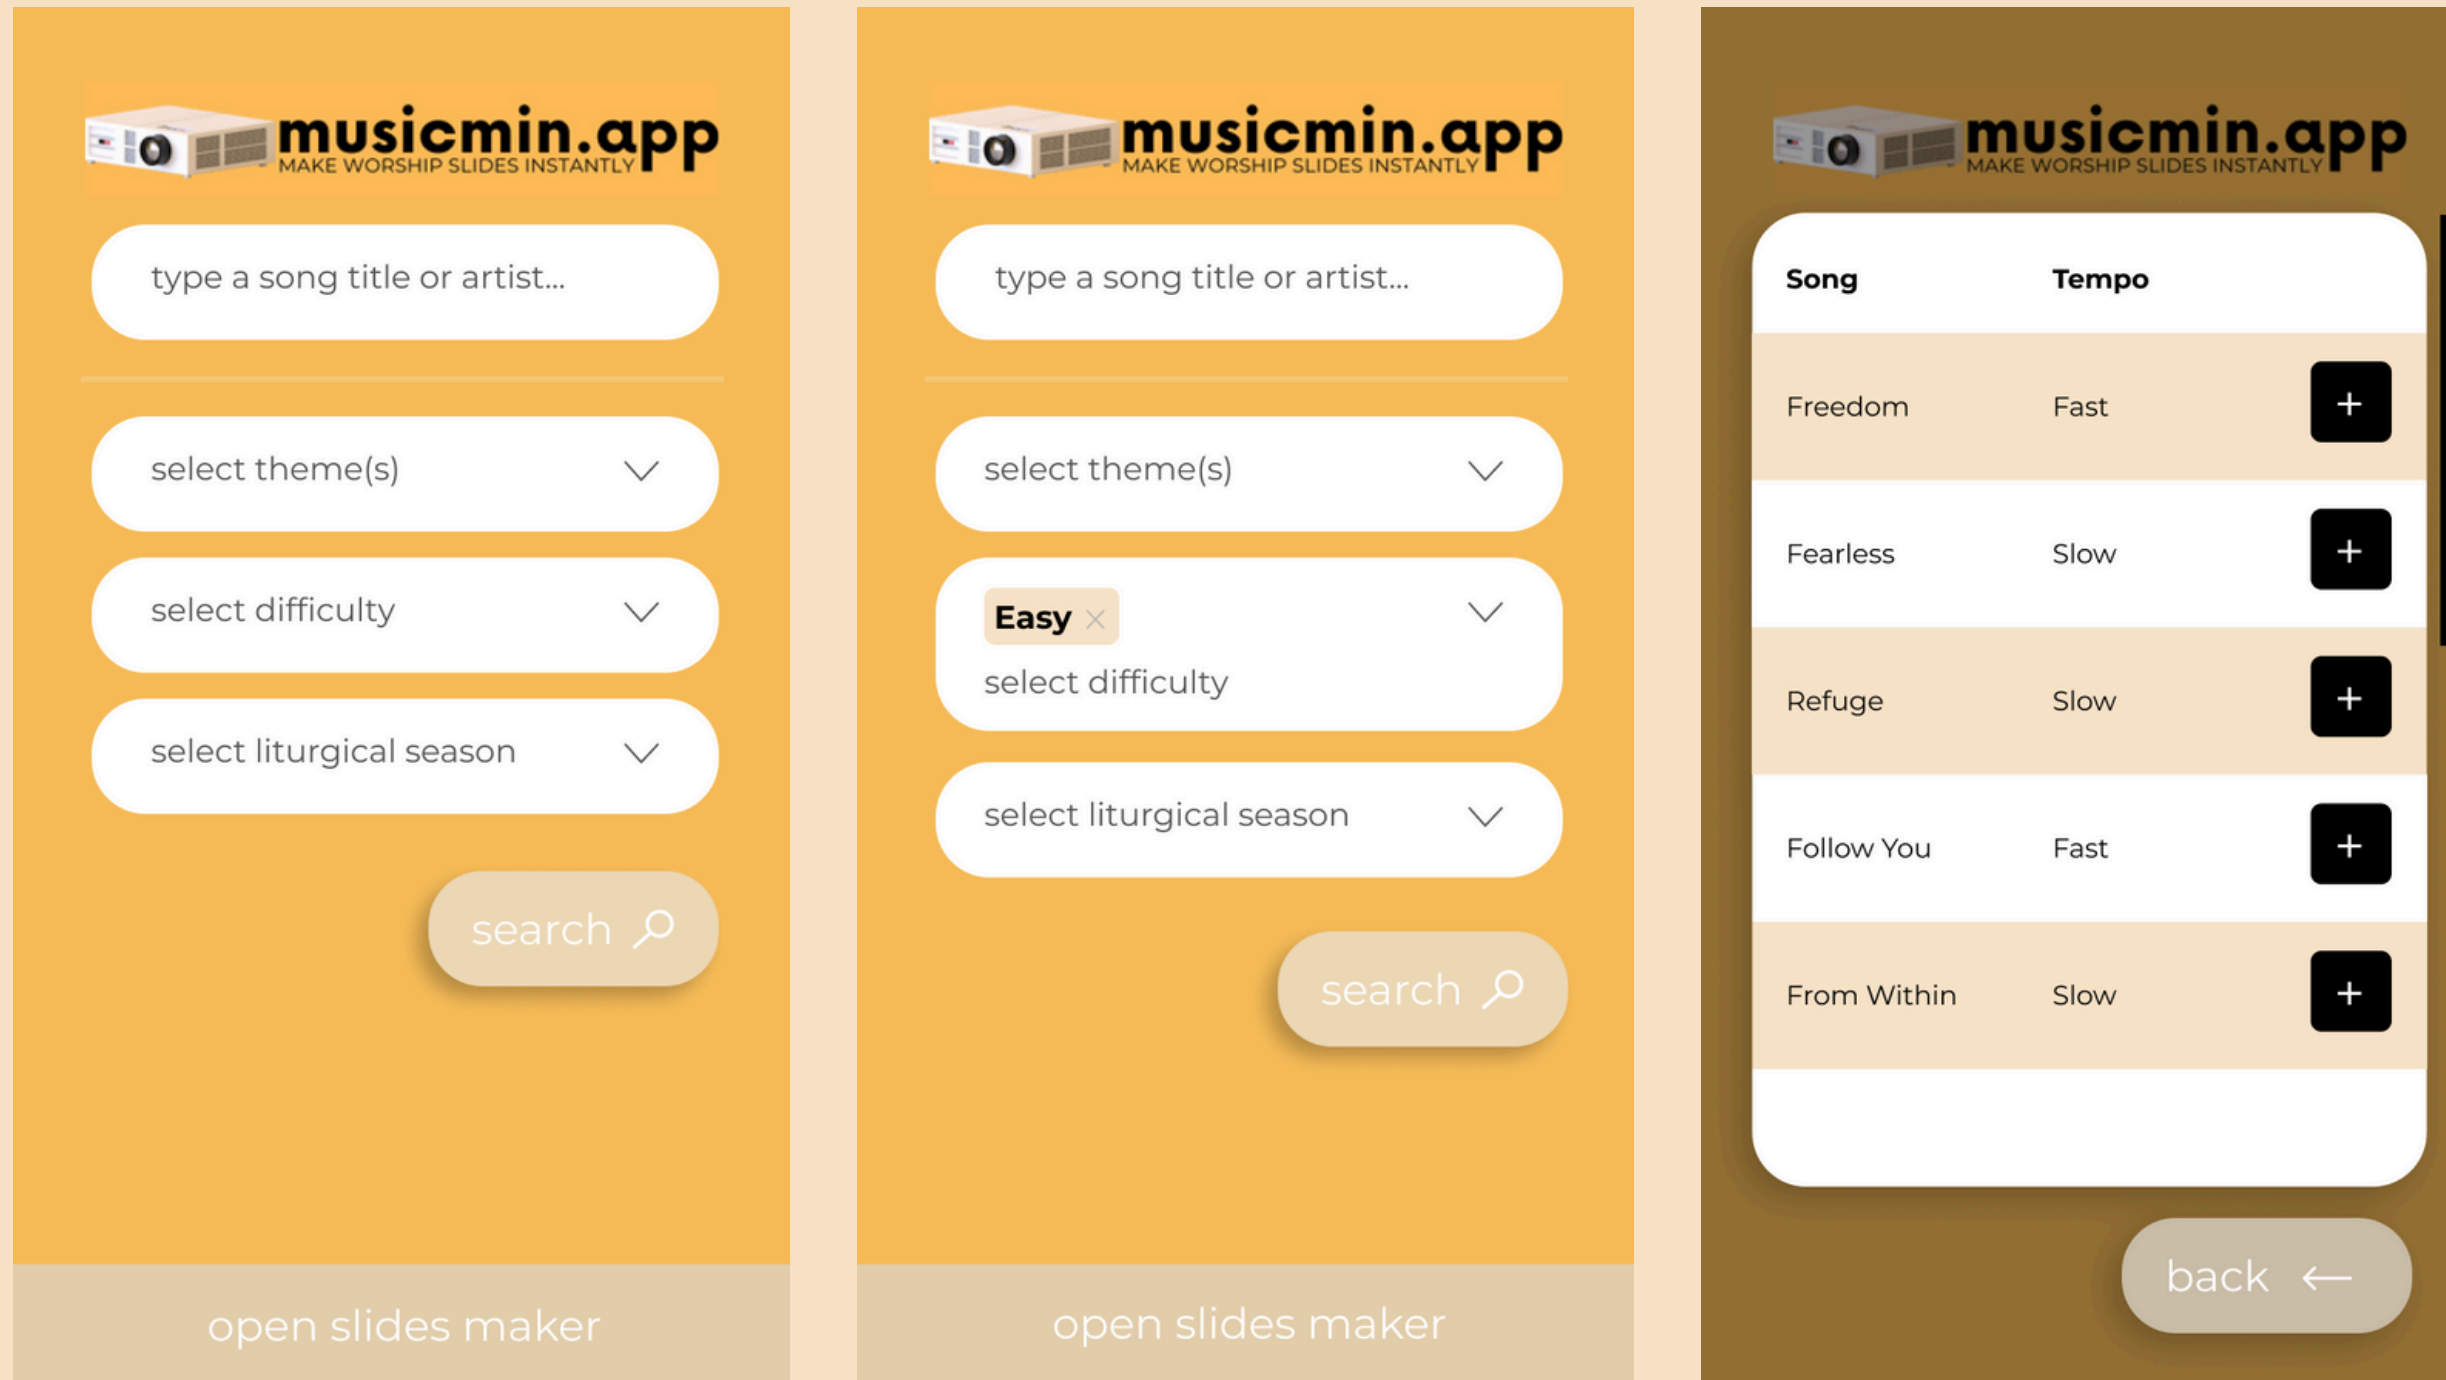 musicmin.app
MAKE WORSHIP SLIDES INSTANTLY
type a song title or artist...
select theme(s)
select difficulty
select liturgical season
search
open slides maker
musicmin.app
MAKE WORSHIP SLIDES INSTANTLY
type a song title or artist...
select theme(s)
Easy ×
select difficulty
select liturgical season
search
open slides maker
musicmin.app
MAKE WORSHIP SLIDES INSTANTLY
Song Tempo
Freedom Fast +
Fearless Slow +
Refuge Slow +
Follow You Fast +
From Within Slow +
back ←